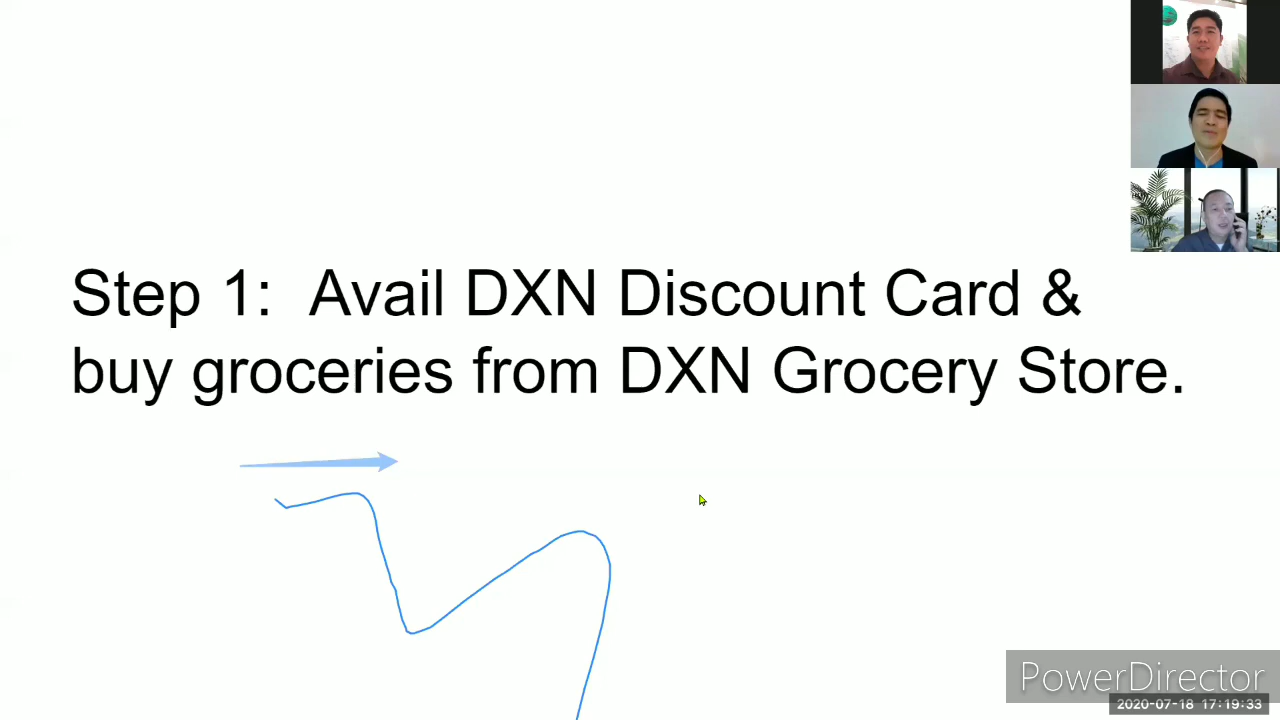 Step 1:  Avail DXN Discount Card &
buy groceries from DXN Grocery Store.
PowerDirector
2020-07-18 17:19:33